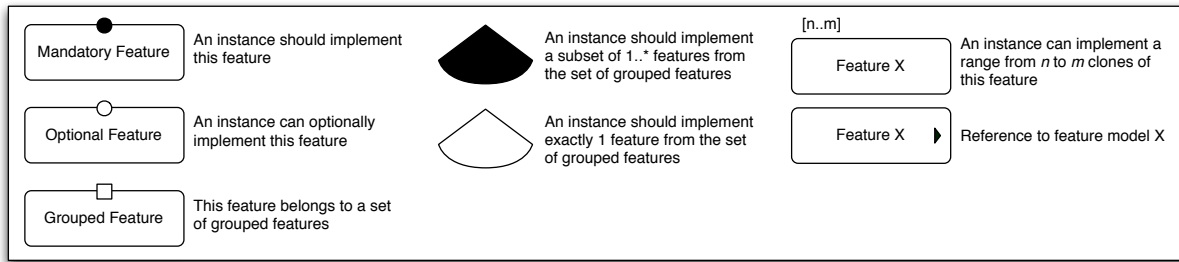 Mandatory Feature
An instance should implement
this feature
Optional Feature
An instance can optionally
implement this feature
Grouped Feature
This feature belongs to a set
of grouped features
An instance should implement
a subset of 1..* features from
the set of grouped features
An instance should implement
exactly 1 feature from the set
of grouped features
[n..m]
Feature X
An instance can implement a
range from n to m clones of
this feature
Feature X
Reference to feature model X